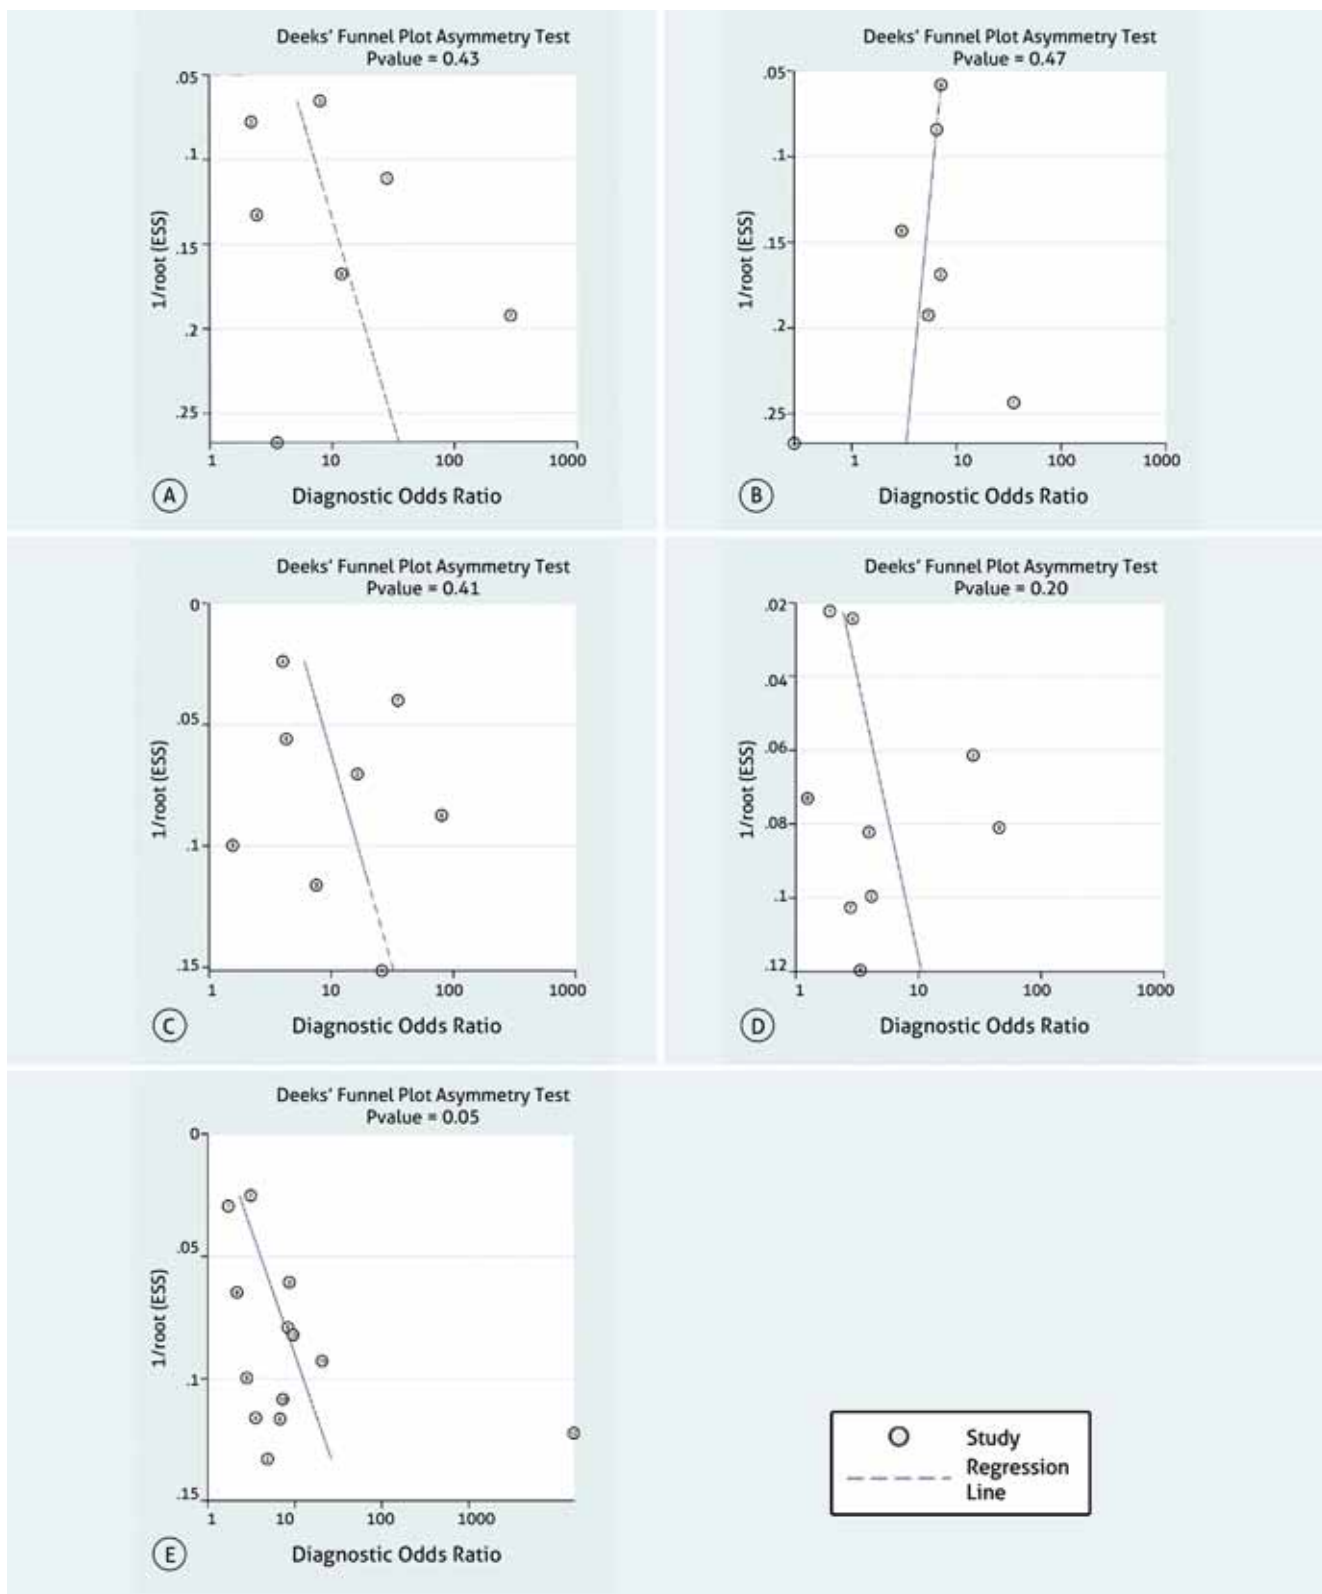 Deeks' Funnel Plot Asymmetry Test
Pvalue = 0.43
.05
.1
.15
.2
.25
1/root (ESS)
1 10 100 1000
Diagnostic Odds Ratio
A
Deeks' Funnel Plot Asymmetry Test
Pvalue = 0.47
.05
.1
.15
.2
.25
1/root (ESS)
1 10 100 1000
Diagnostic Odds Ratio
B
Deeks' Funnel Plot Asymmetry Test
Pvalue = 0.41
0
.05
.1
.15
1/root (ESS)
1 10 100 1000
Diagnostic Odds Ratio
C
Deeks' Funnel Plot Asymmetry Test
Pvalue = 0.20
.02
.04
.06
.08
.1
.12
1/root (ESS)
1 10 100 1000
Diagnostic Odds Ratio
D
Deeks' Funnel Plot Asymmetry Test
Pvalue = 0.05
0
.05
.1
.15
1/root (ESS)
1 10 100 1000
Diagnostic Odds Ratio
E
Study
Regression
Line